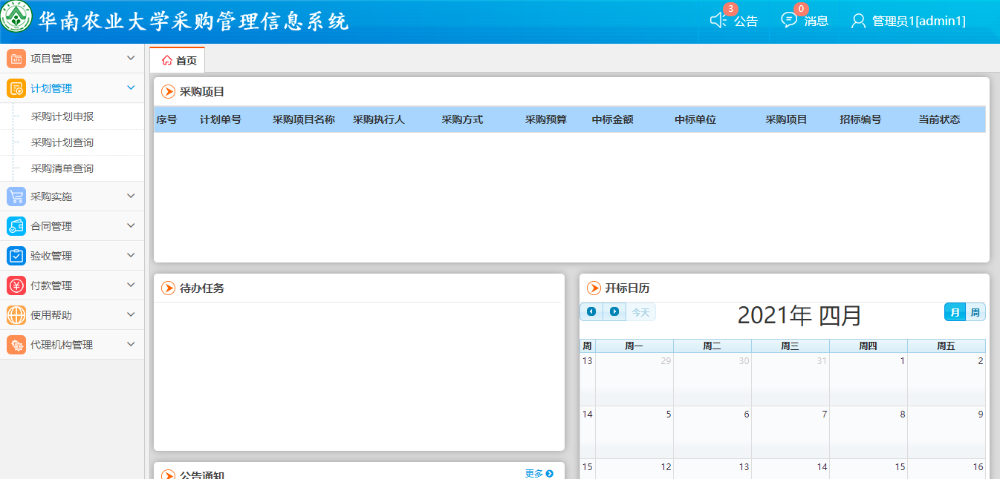 华南农业大学采购管理信息系统
3
公告
0
消息
管理员1[admin1]
项目管理
计划管理
采购计划申报
采购计划查询
采购清单查询
采购实施
合同管理
验收管理
付款管理
使用帮助
代理机构管理
首页
采购项目
序号 计划单号 采购项目名称 采购执行人 采购方式 采购预算 中标金额 中标单位 采购项目 招标编号 当前状态
待办任务
公告通知
更多
开标日历
今天
2021年 四月
月 周
周 周一 周二 周三 周四 周五
13 29 30 31 1 2
14 5 6 7 8 9
15 12 13 14 15 16